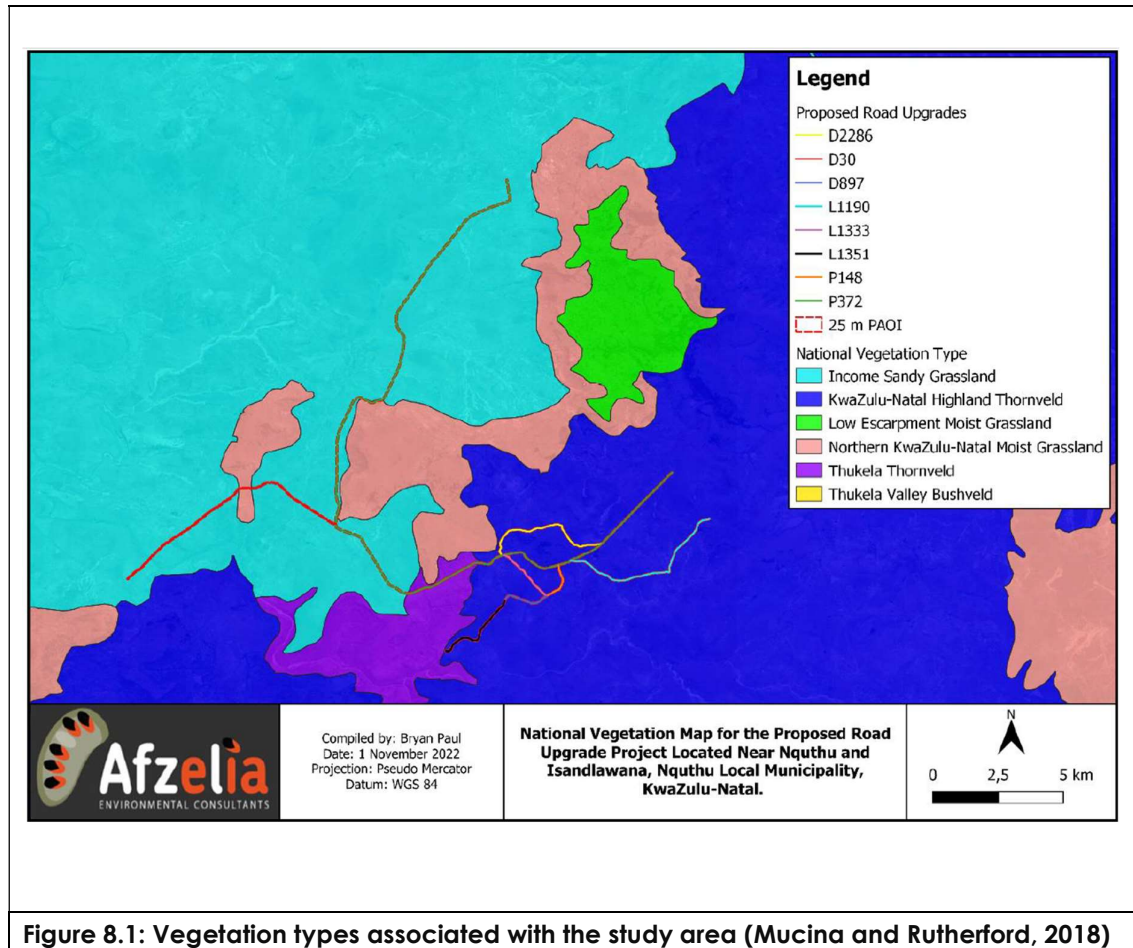 Legend
Proposed Road Upgrades
D2286
D30
D897
L1190
L1333
L1351
P148
P372
25 m PAOI
National Vegetation Type
Income Sandy Grassland
KwaZulu-Natal Highland Thornveld
Low Escarpment Moist Grassland
Northern KwaZulu-Natal Moist Grassland
Thukela Thornveld
Thukela Valley Bushveld
Afzelia
ENVIRONMENTAL CONSULTANTS
Compiled by: Bryan Paul
Date: 1 November 2022
Projection: Pseudo Mercator
Datum: WGS 84
National Vegetation Map for the Proposed Road
Upgrade Project Located Near Nquthu and
Isandlawana, Nquthu Local Municipality,
KwaZulu-Natal.
N
0 2,5 5 km
Figure 8.1: Vegetation types associated with the study area (Mucina and Rutherford, 2018)